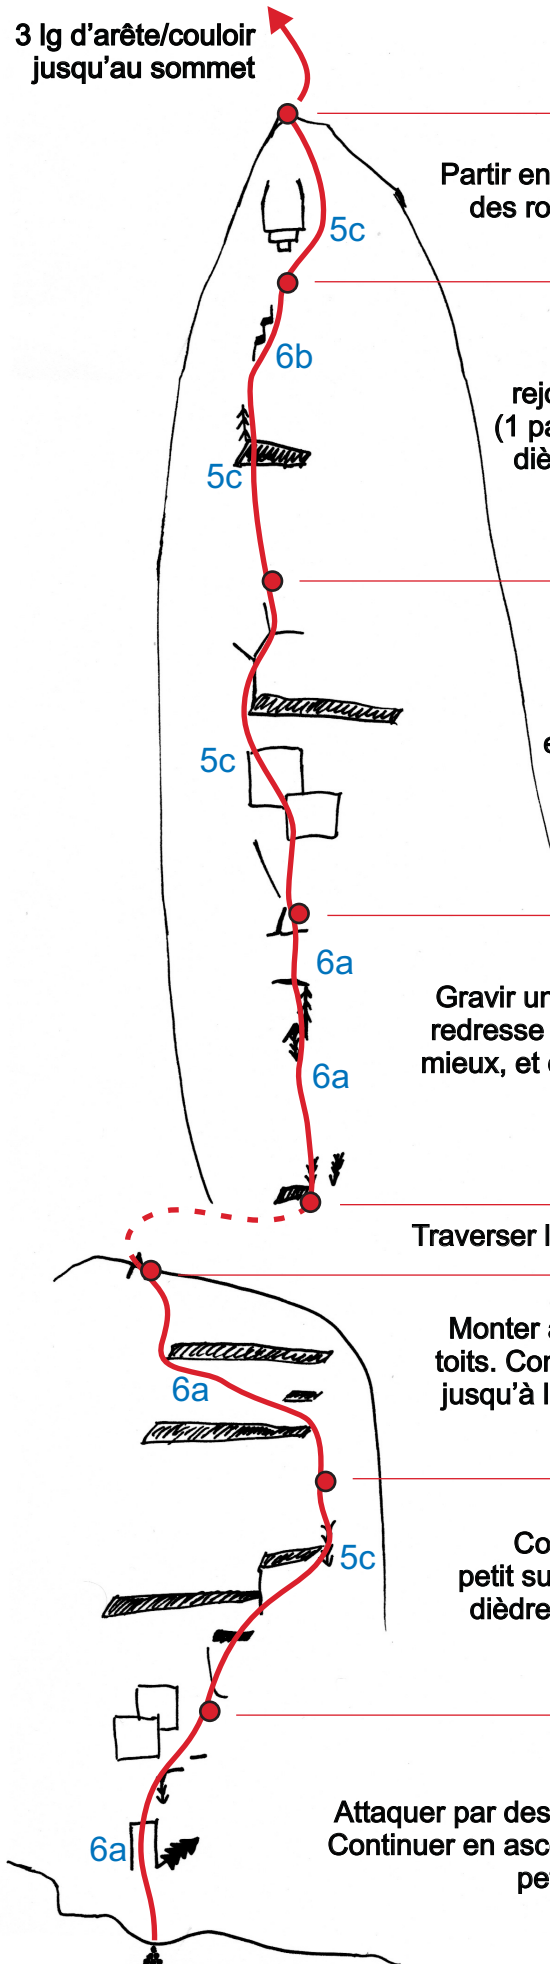 3 lg d’arête/couloir
jusqu’au sommet
Partir en
des ro
5c
6b
rejo
(1 pa
diè
5c
e
5c
6a
Gravir un
redresse
mieux, et
6a
Traverser l
Monter a
toits. Con
jusqu’à l
6a
Co
petit su
dièdre
5c
Attaquer par des
Continuer en asc
pe
6a